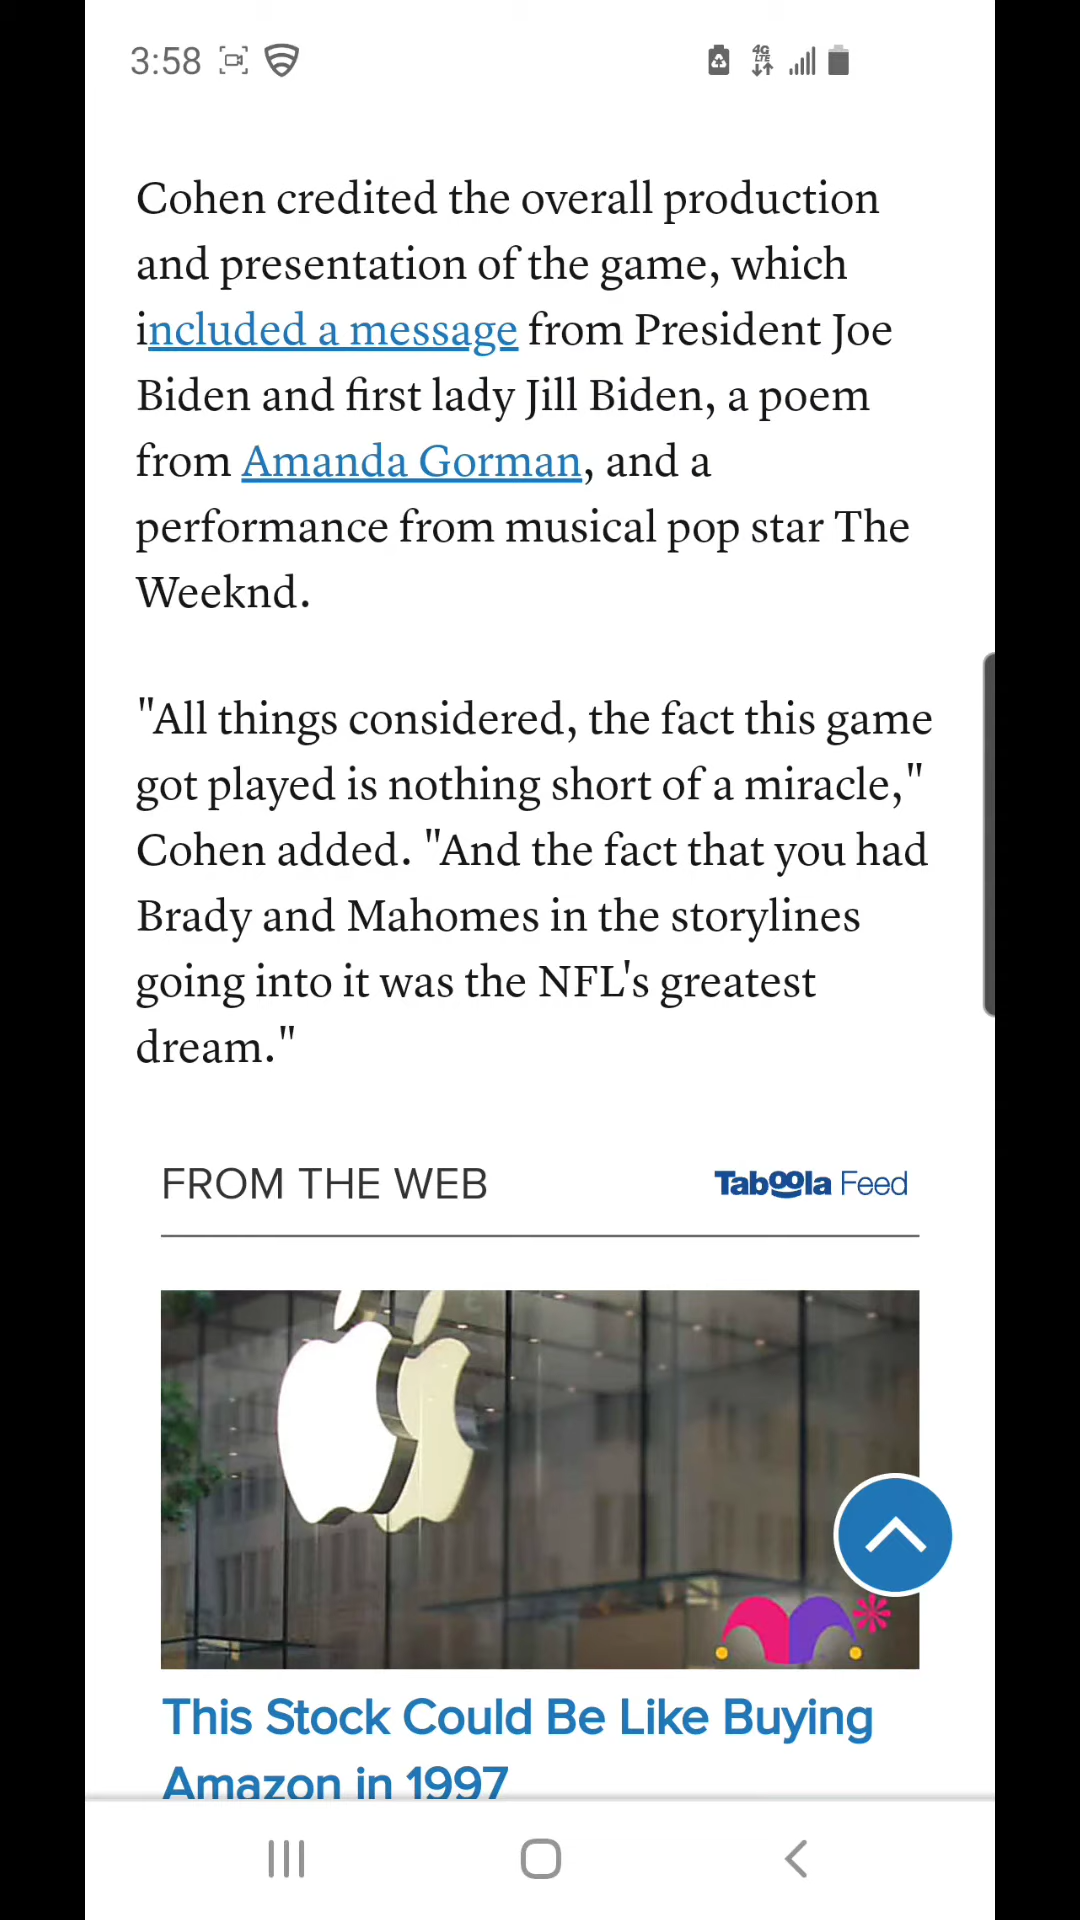 3:58
4G
LTE
Cohen credited the overall production
and presentation of the game, which
included a message from President Joe
Biden and first lady Jill Biden, a poem
from Amanda Gorman, and a
performance from musical pop star The
Weeknd.
"All things considered, the fact this game
got played is nothing short of a miracle,"
Cohen added. "And the fact that you had
Brady and Mahomes in the storylines
going into it was the NFL's greatest
dream."
FROM THE WEB
Taboola Feed
This Stock Could Be Like Buying
Amazon in 1997